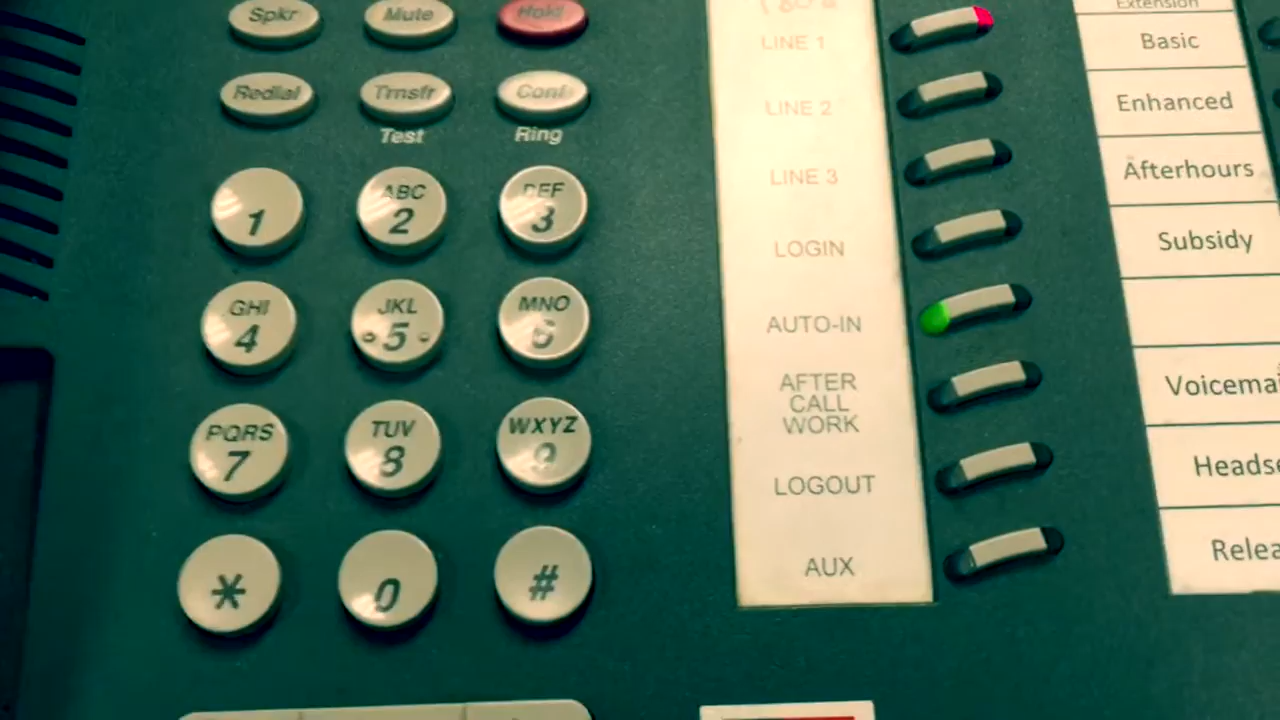 Spkr
Mute
Hold
Redial
Trnsfr
Conf
Test
Ring
1
ABC
2
DEF
3
GHI
4
JKL
5
MNO
6
PQRS
7
TUV
8
WXYZ
9
*
0
#
LINE 1
LINE 2
LINE 3
LOGIN
AUTO-IN
AFTER
CALL
WORK
LOGOUT
AUX
Extension
Basic
Enhanced
Afterhours
Subsidy
Voicemai
Headse
Relea